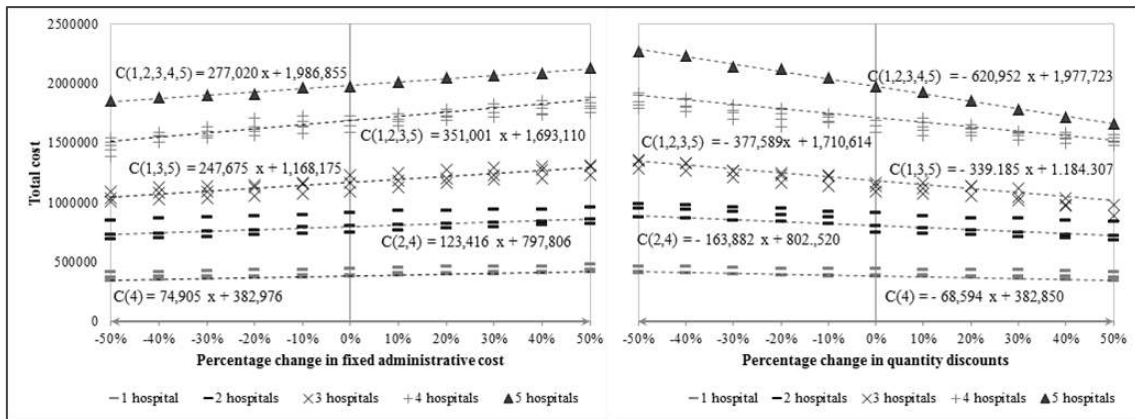 2500000
2000000
1500000
1000000
500000
0
Total cost
C(1,2,3,4,5) = 277,020 x + 1,986,855
C(1,2,3,5) = 351,001 x + 1,693,110
C(1,3,5) = 247,675 x + 1,168,175
C(2,4) = 123,416 x + 797,806
C(4) = 74,905 x + 382,976
-50% -40% -30% -20% -10% 0% 10% 20% 30% 40% 50%
Percentage change in fixed administrative cost
1 hospital 2 hospitals 3 hospitals 4 hospitals 5 hospitals
C(1,2,3,4,5) = - 620,952 x + 1,977,723
C(1,2,3,5) = - 377,589x + 1,710,614
C(1,3,5) = -339.185 x + 1.184.307
C(2,4) = - 163,882 x + 802.,520
C(4) = - 68,594 x + 382,850
-50% -40% -30% -20% -10% 0% 10% 20% 30% 40% 50%
Percentage change in quantity discounts
1 hospital 2 hospitals 3 hospitals 4 hospitals 5 hospitals